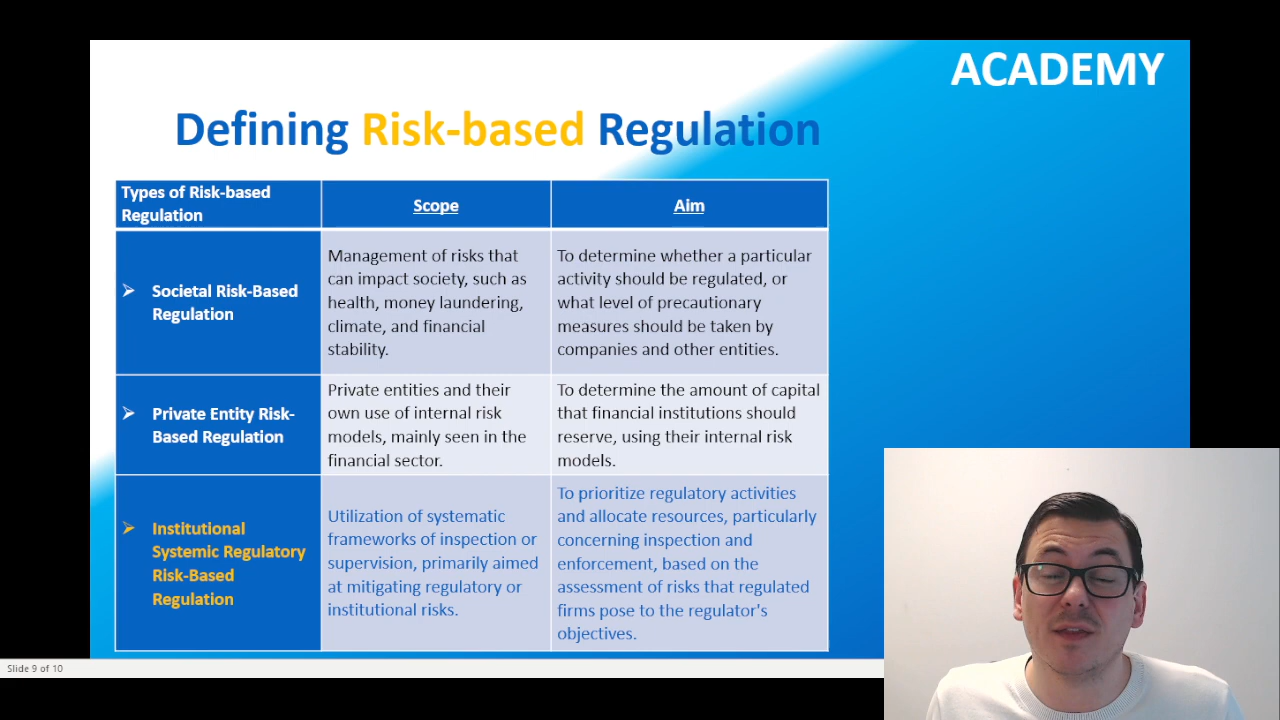 ACADEMY
Defining Risk-based Regulation
Types of Risk-based
Regulation
Scope
Aim
Societal Risk-Based
Regulation
Management of risks that
can impact society, such as
health, money laundering,
climate, and financial
stability.
To determine whether a particular
activity should be regulated, or
what level of precautionary
measures should be taken by
companies and other entities.
Private Entity Risk-
Based Regulation
Private entities and their
own use of internal risk
models, mainly seen in the
financial sector.
To determine the amount of capital
that financial institutions should
reserve, using their internal risk
models.
Institutional
Systemic Regulatory
Risk-Based
Regulation
Utilization of systematic
frameworks of inspection or
supervision, primarily aimed
at mitigating regulatory or
institutional risks.
To prioritize regulatory activities
and allocate resources, particularly
concerning inspection and
enforcement, based on the
assessment of risks that regulated
firms pose to the regulator's
objectives.
Slide 9 of 10